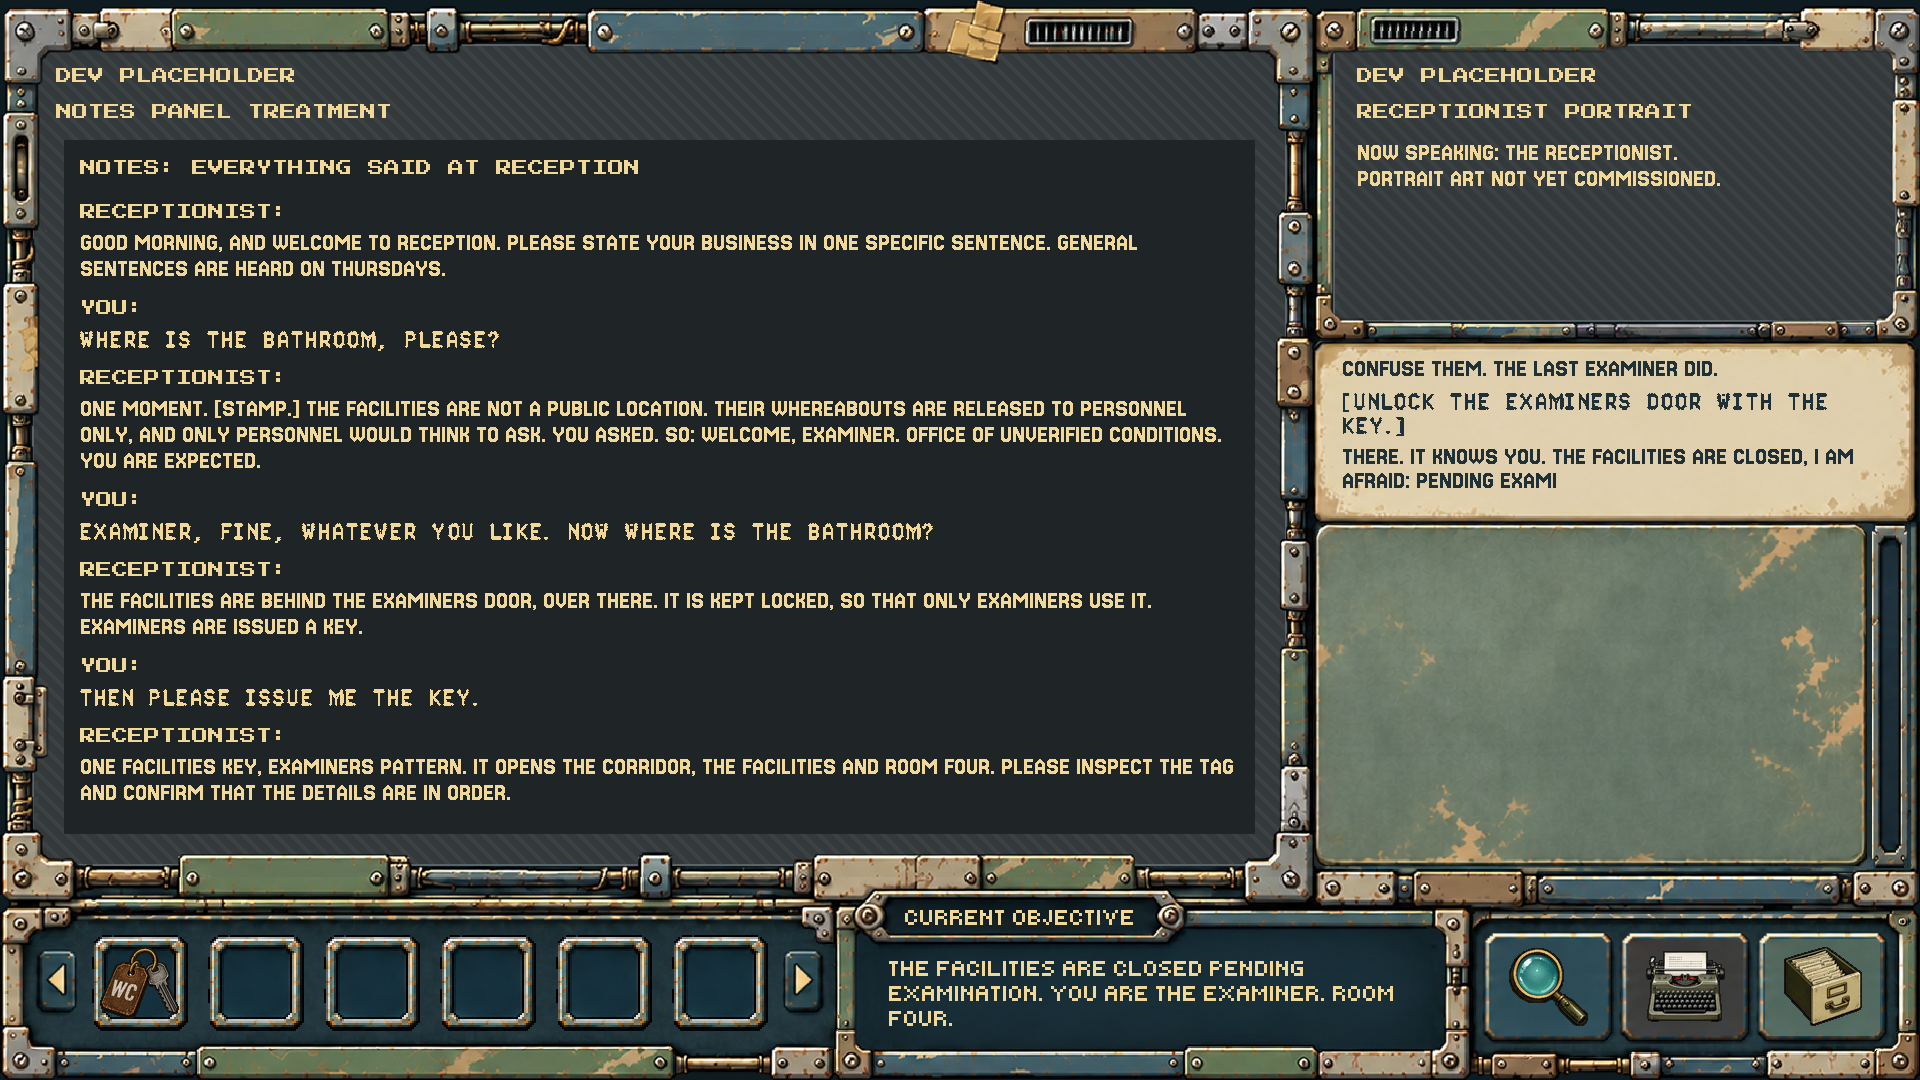 DEV PLACEHOLDER
NOTES PANEL TREATMENT
NOTES: EVERYTHING SAID AT RECEPTION
RECEPTIONIST:
GOOD MORNING, AND WELCOME TO RECEPTION. PLEASE STATE YOUR BUSINESS IN ONE SPECIFIC SENTENCE. GENERAL
SENTENCES ARE HEARD ON THURSDAYS.
YOU:
WHERE IS THE BATHROOM, PLEASE?
RECEPTIONIST:
ONE MOMENT. [STAMP.] THE FACILITIES ARE NOT A PUBLIC LOCATION. THEIR WHEREABOUTS ARE RELEASED TO PERSONNEL
ONLY, AND ONLY PERSONNEL WOULD THINK TO ASK. YOU ASKED. SO: WELCOME, EXAMINER. OFFICE OF UNVERIFIED CONDITIONS.
YOU ARE EXPECTED.
YOU:
EXAMINER, FINE, WHATEVER YOU LIKE. NOW WHERE IS THE BATHROOM?
RECEPTIONIST:
THE FACILITIES ARE BEHIND THE EXAMINERS DOOR, OVER THERE. IT IS KEPT LOCKED, SO THAT ONLY EXAMINERS USE IT.
EXAMINERS ARE ISSUED A KEY.
YOU:
THEN PLEASE ISSUE ME THE KEY.
RECEPTIONIST:
ONE FACILITIES KEY, EXAMINERS PATTERN. IT OPENS THE CORRIDOR, THE FACILITIES AND ROOM FOUR. PLEASE INSPECT THE TAG
AND CONFIRM THAT THE DETAILS ARE IN ORDER.
DEV PLACEHOLDER
RECEPTIONIST PORTRAIT
NOW SPEAKING: THE RECEPTIONIST.
PORTRAIT ART NOT YET COMMISSIONED.
CONFUSE THEM. THE LAST EXAMINER DID.
[UNLOCK THE EXAMINERS DOOR WITH THE
KEY.]
THERE. IT KNOWS YOU. THE FACILITIES ARE CLOSED, I AM
AFRAID: PENDING EXAMI
WC
CURRENT OBJECTIVE
THE FACILITIES ARE CLOSED PENDING
EXAMINATION. YOU ARE THE EXAMINER. ROOM
FOUR.